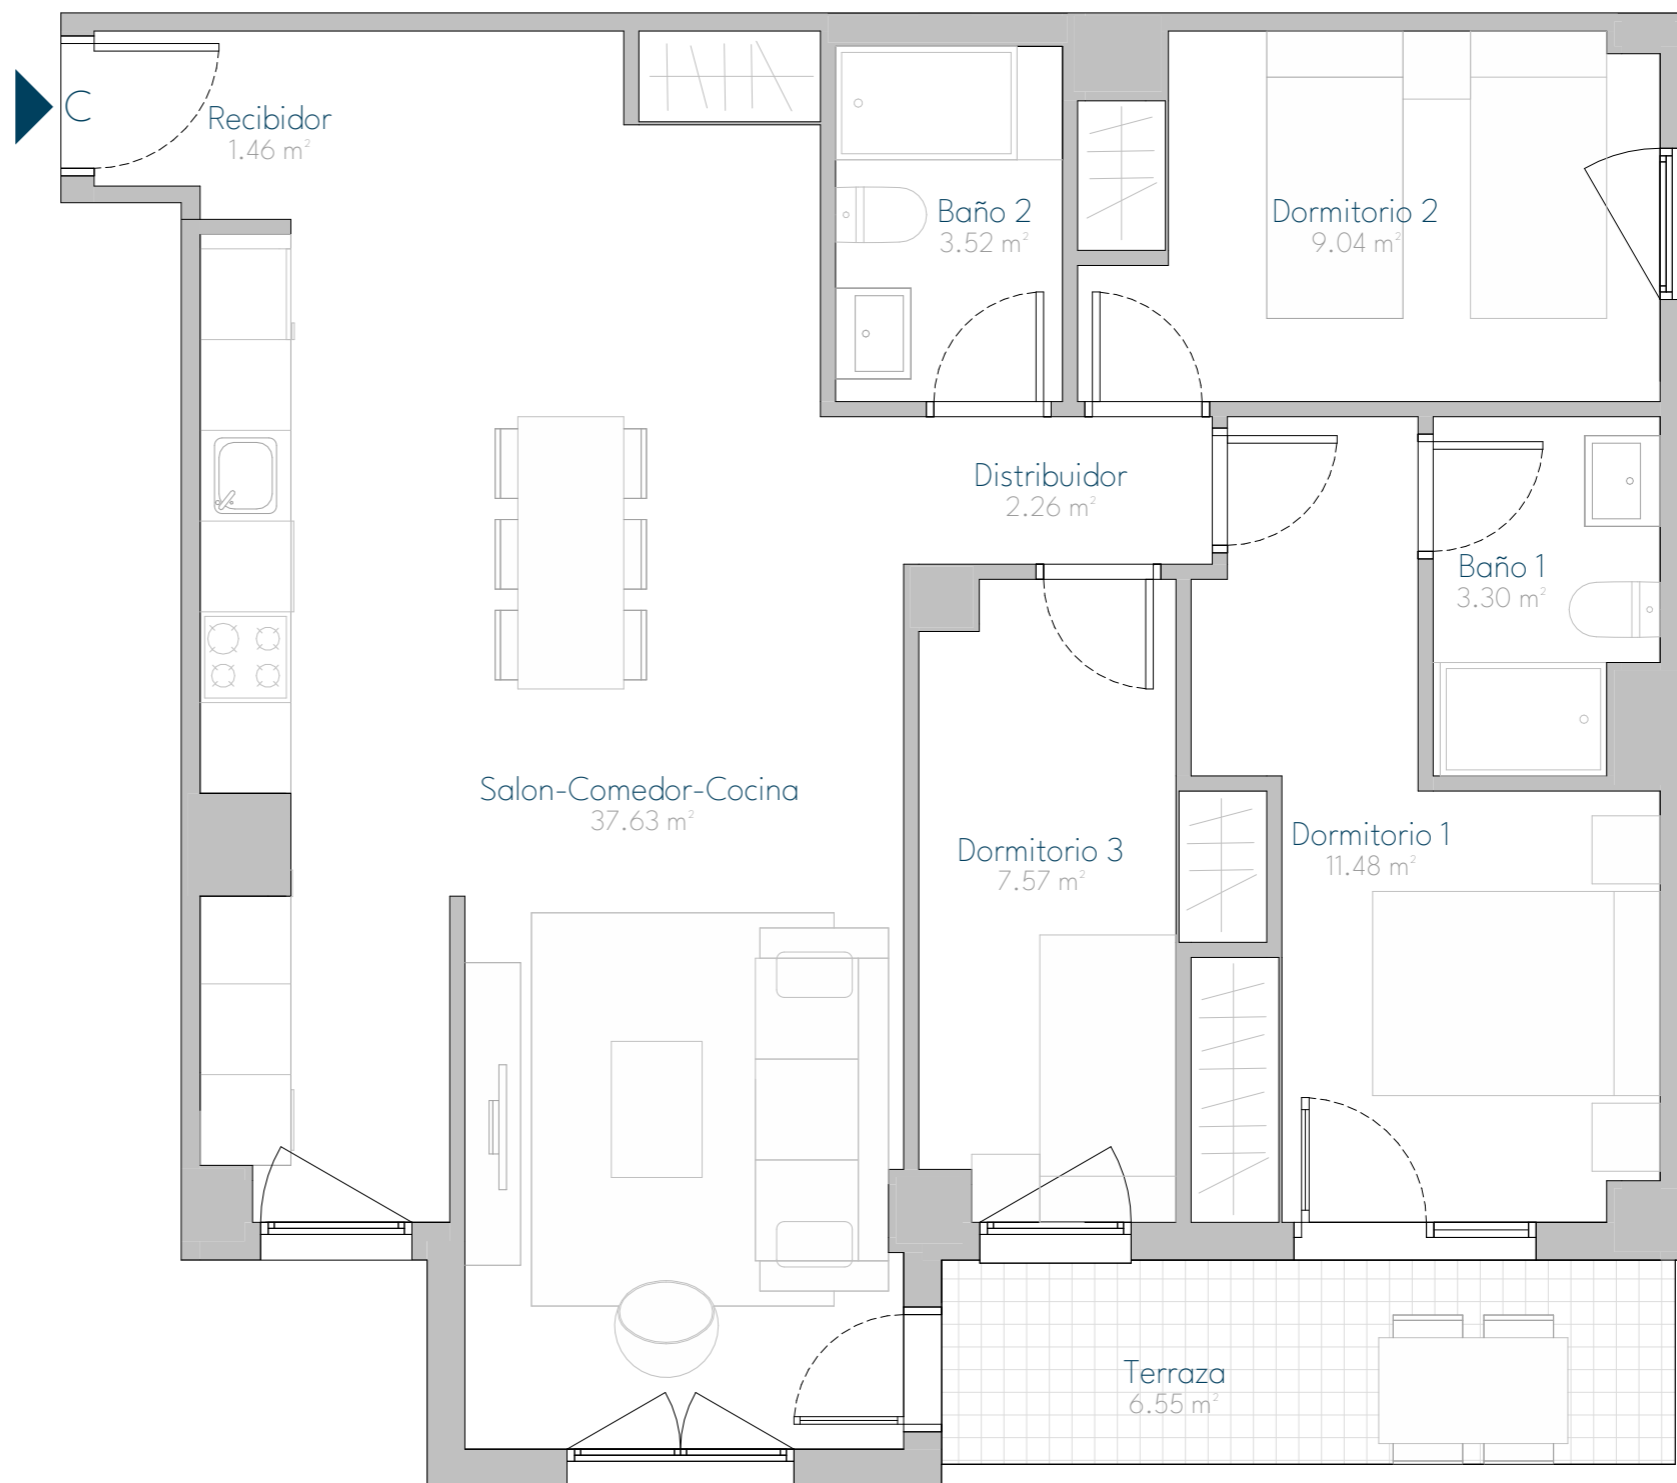 C
Recibidor
1.46 m²
Baño 2
3.52 m²
Dormitorio 2
9.04 m²
Distribuidor
2.26 m²
Baño 1
3.30 m²
Salon-Comedor-Cocina
37.63 m²
Dormitorio 3
7.57 m²
Dormitorio 1
11.48 m²
Terraza
6.55 m²